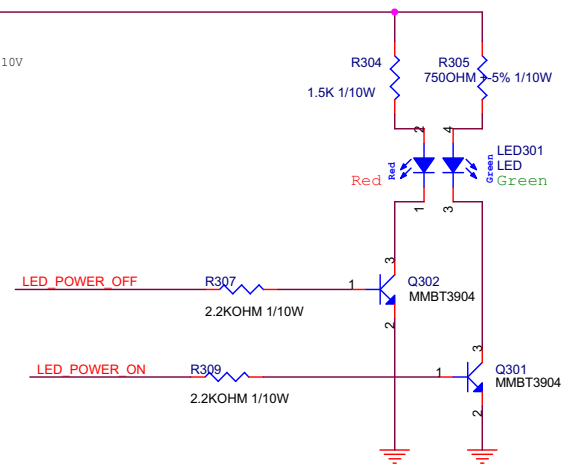 10V
R304
R305
750OHM +-5% 1/10W
1.5K 1/10W
2
4
LED301
LED
Red
Red
Green
Green
1
3
3
LED_POWER_OFF
R307
1
Q302
MMBT3904
2.2KOHM 1/10W
2
3
LED_POWER_ON
R309
1
Q301
MMBT3904
2.2KOHM 1/10W
2